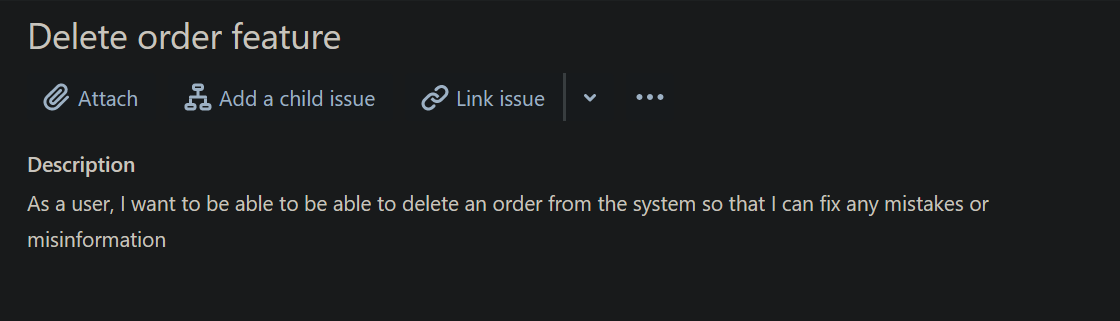 Delete order feature
Attach Add a child issue Link issue
Description
As a user, I want to be able to be able to delete an order from the system so that I can fix any mistakes or
misinformation